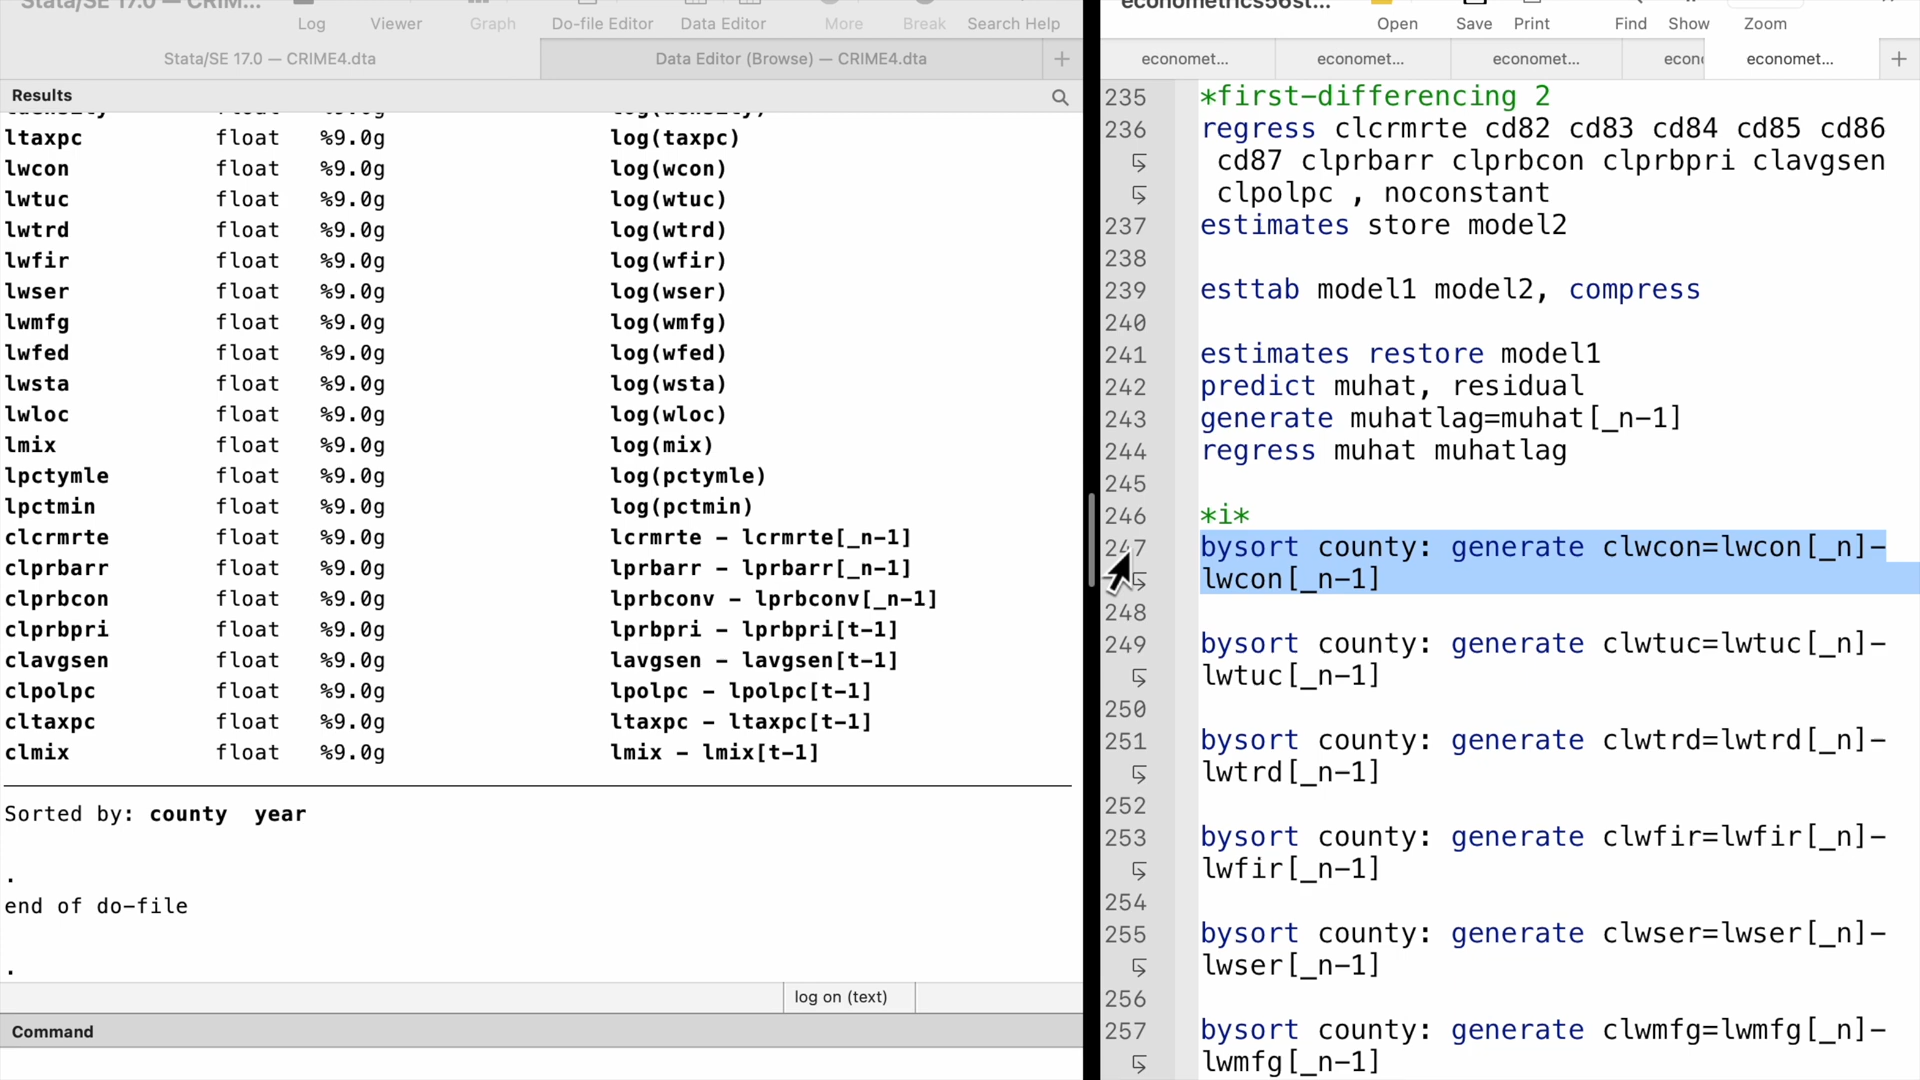 Stata/SE 17.0 — CRIM...
Log Viewer Graph Do-file Editor Data Editor More Break Search Help
Stata/SE 17.0 — CRIME4.dta
Data Editor (Browse) — CRIME4.dta
Results
ldensity float %9.0g log(density)
ltaxpc float %9.0g log(taxpc)
lwcon float %9.0g log(wcon)
lwtuc float %9.0g log(wtuc)
lwtrd float %9.0g log(wtrd)
lwfir float %9.0g log(wfir)
lwser float %9.0g log(wser)
lwmfg float %9.0g log(wmfg)
lwfed float %9.0g log(wfed)
lwsta float %9.0g log(wsta)
lwloc float %9.0g log(wloc)
lmix float %9.0g log(mix)
lpctymle float %9.0g log(pctymle)
lpctmin float %9.0g log(pctmin)
clcrmrte float %9.0g lcrmrte - lcrmrte[_n-1]
clprbarr float %9.0g lprbarr - lprbarr[_n-1]
clprbcon float %9.0g lprbconv - lprbconv[_n-1]
clprbpri float %9.0g lprbpri - lprbpri[t-1]
clavgsen float %9.0g lavgsen - lavgsen[t-1]
clpolpc float %9.0g lpolpc - lpolpc[t-1]
cltaxpc float %9.0g ltaxpc - ltaxpc[t-1]
clmix float %9.0g lmix - lmix[t-1]
Sorted by: county year
.
end of do-file
.
log on (text)
Command
econometrics56st...
Open Save Print Find Show Zoom
economet... economet... economet... econ economet...
235 *first-differencing 2
236 regress clcrmrte cd82 cd83 cd84 cd85 cd86
cd87 clprbarr clprbcon clprbpri clavgsen
clpolpc , noconstant
237 estimates store model2
238
239 esttab model1 model2, compress
240
241 estimates restore model1
242 predict muhat, residual
243 generate muhatlag=muhat[_n-1]
244 regress muhat muhatlag
245
246 *i*
247 bysort county: generate clwcon=lwcon[_n]-
lwcon[_n-1]
248
249 bysort county: generate clwtuc=lwtuc[_n]-
lwtuc[_n-1]
250
251 bysort county: generate clwtrd=lwtrd[_n]-
lwtrd[_n-1]
252
253 bysort county: generate clwfir=lwfir[_n]-
lwfir[_n-1]
254
255 bysort county: generate clwser=lwser[_n]-
lwser[_n-1]
256
257 bysort county: generate clwmfg=lwmfg[_n]-
lwmfg[_n-1]